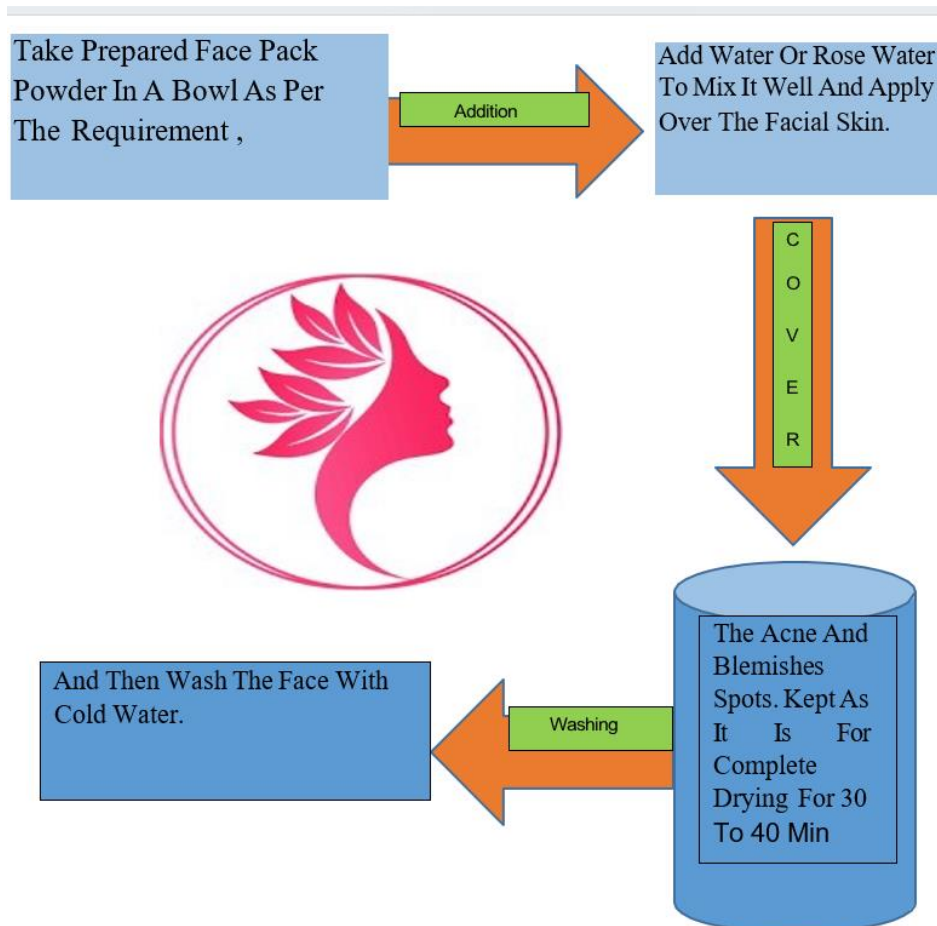 Take Prepared Face Pack
Powder In A Bowl As Per
The Requirement ,
Addition
Add Water Or Rose Water
To Mix It Well And Apply
Over The Facial Skin.
C
O
V
E
R
The Acne And
Blemishes
Spots. Kept As
It Is For
Complete
Drying For 30
To 40 Min
Washing
And Then Wash The Face With
Cold Water.